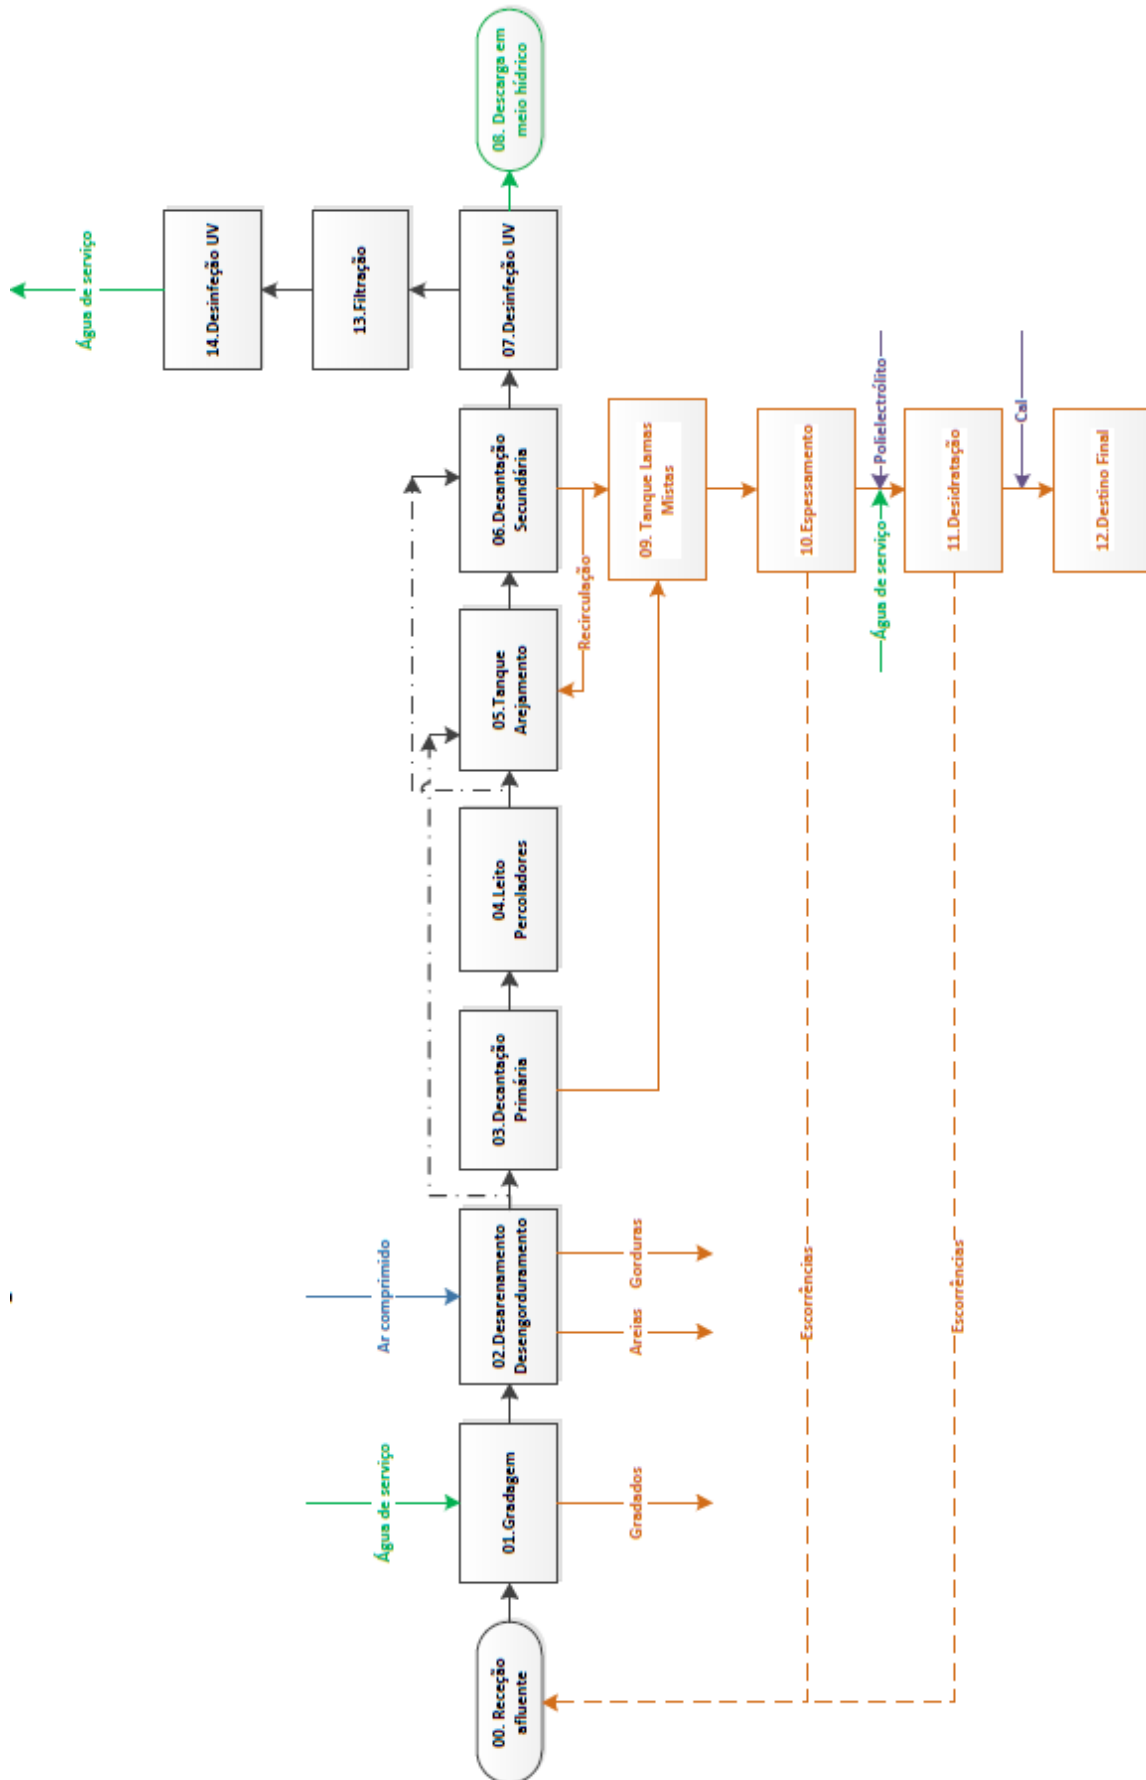 00. Receção
afluente
01.Gradagem
Água de serviço
Gradados
02.Desarenamento
Desengorduramento
Ar comprimido
Areias
Gorduras
03.Decantação
Primária
04.Leito
Percoladores
05.Tanque
Arejamento
06.Decantação
Secundária
Recirculação
07.Desinfeção UV
08. Descarga em
meio hídrico
13.Filtração
14.Desinfeção UV
Água de serviço
09. Tanque Lamas
Mistas
10.Espessamento
Escorrências
Água de serviço
Polielectrólito
11.Desidratação
Escorrências
Cal
12.Destino Final